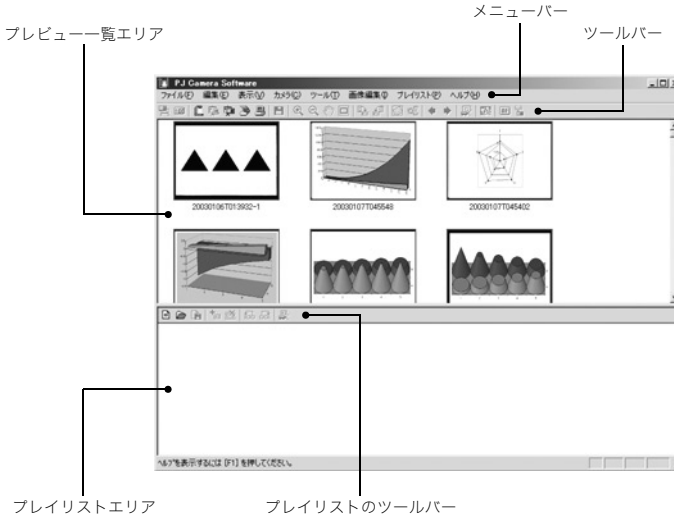 メニューバー
プレビュー一覧エリア
ツールバー
PJ Camera Software
ファイル(F) 編集(E) 表示(V) カメラ(C) ツール(T) 画像編集(I) プレイリスト(P) ヘルプ(H)
20030106T013932-1
20030107T045548
20030107T045402
ヘルプを表示するには [F1] を押してください。
プレイリストエリア
プレイリストのツールバー